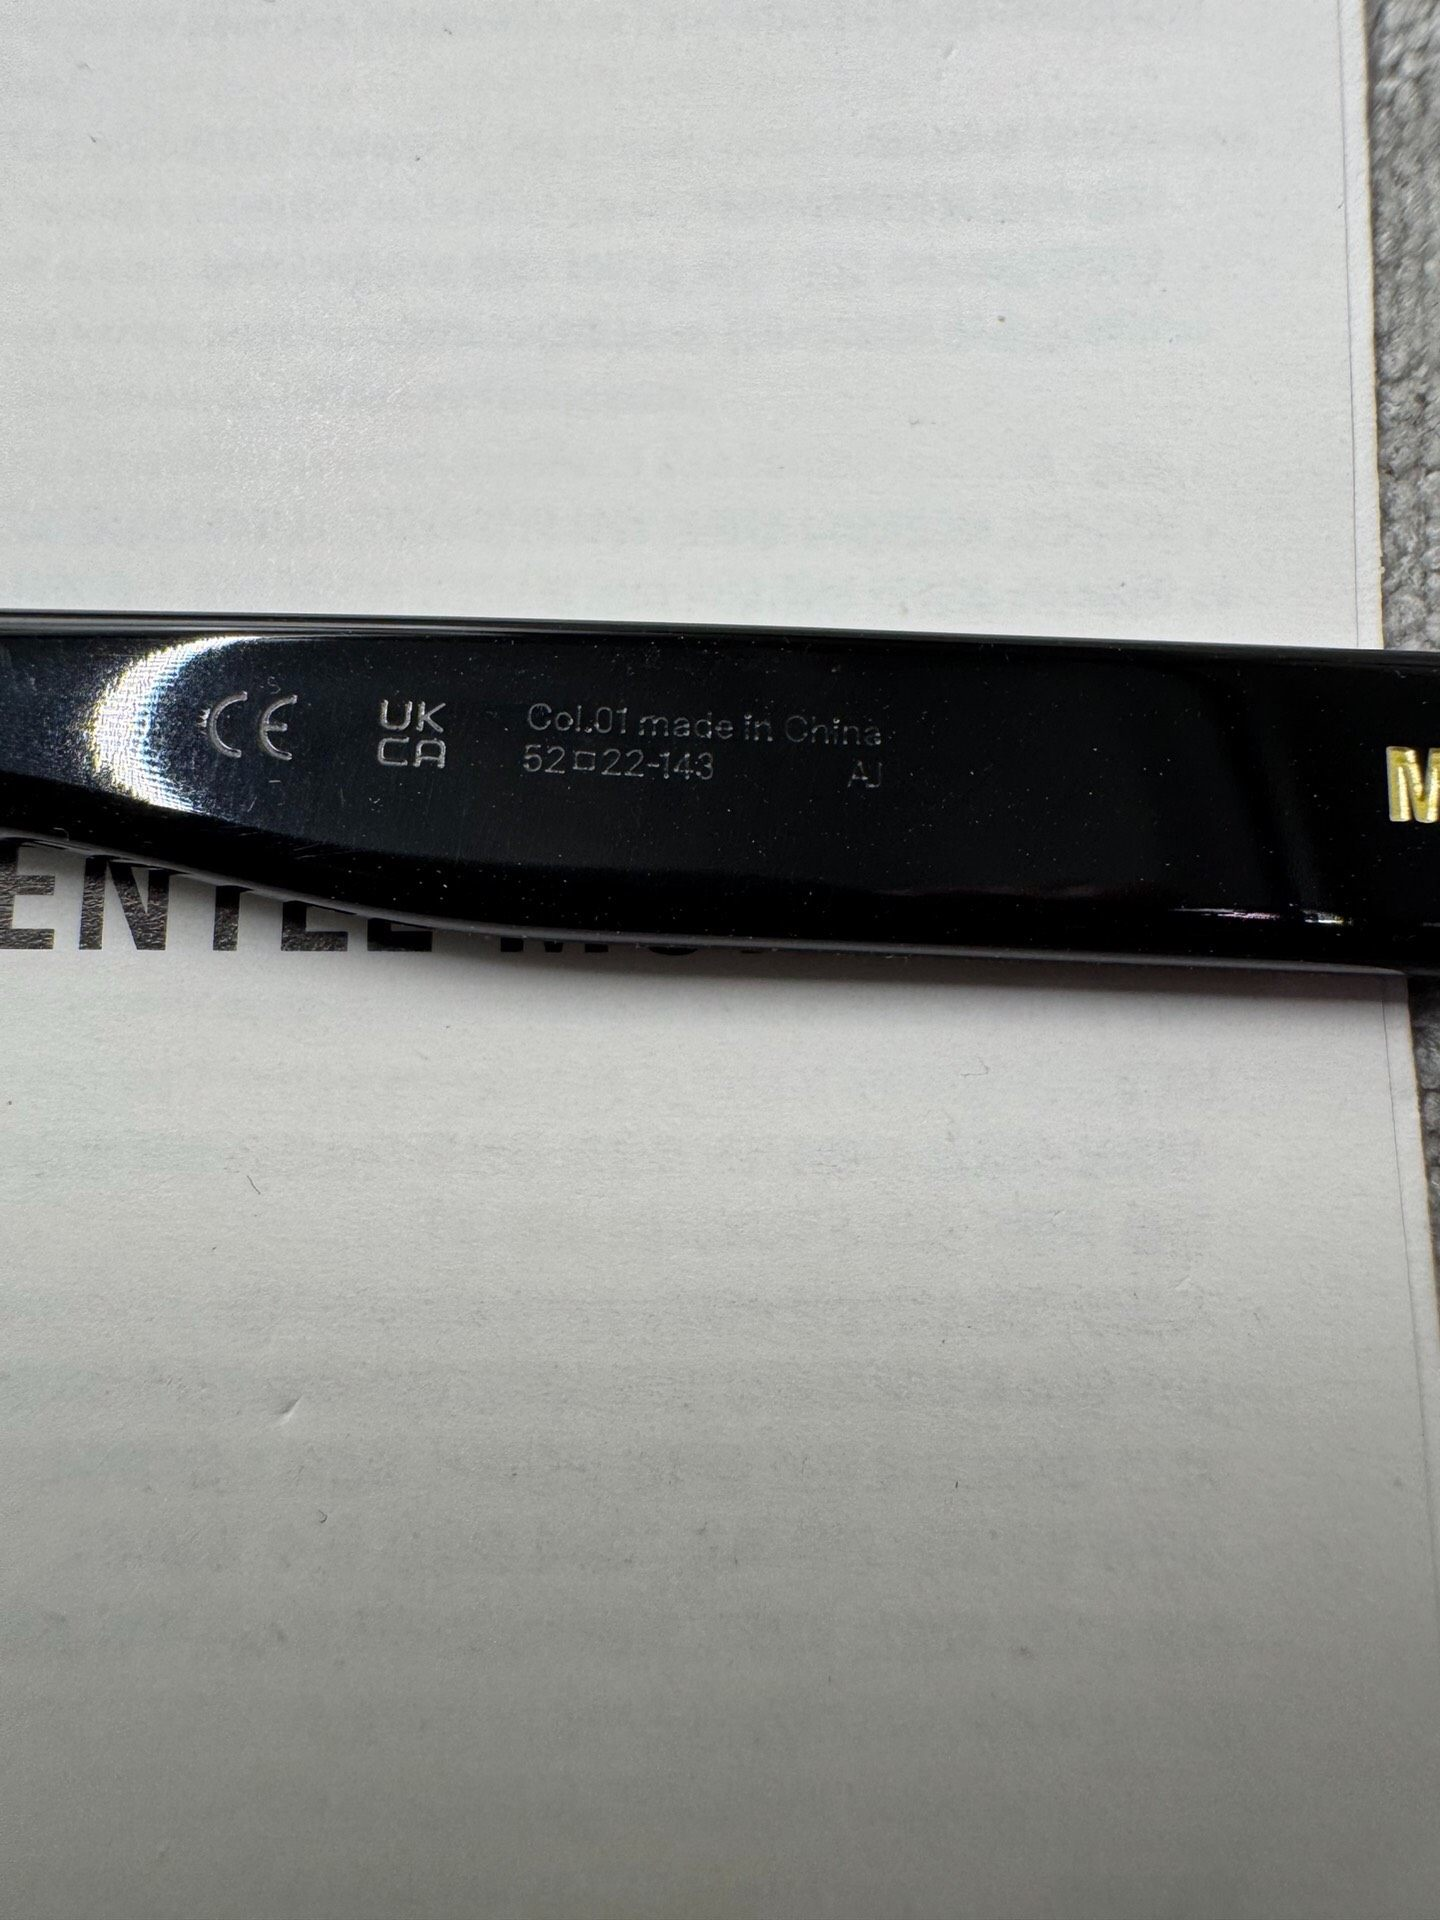 CE
UK
CA
Col.01 made in China
52□22-143 AJ
M